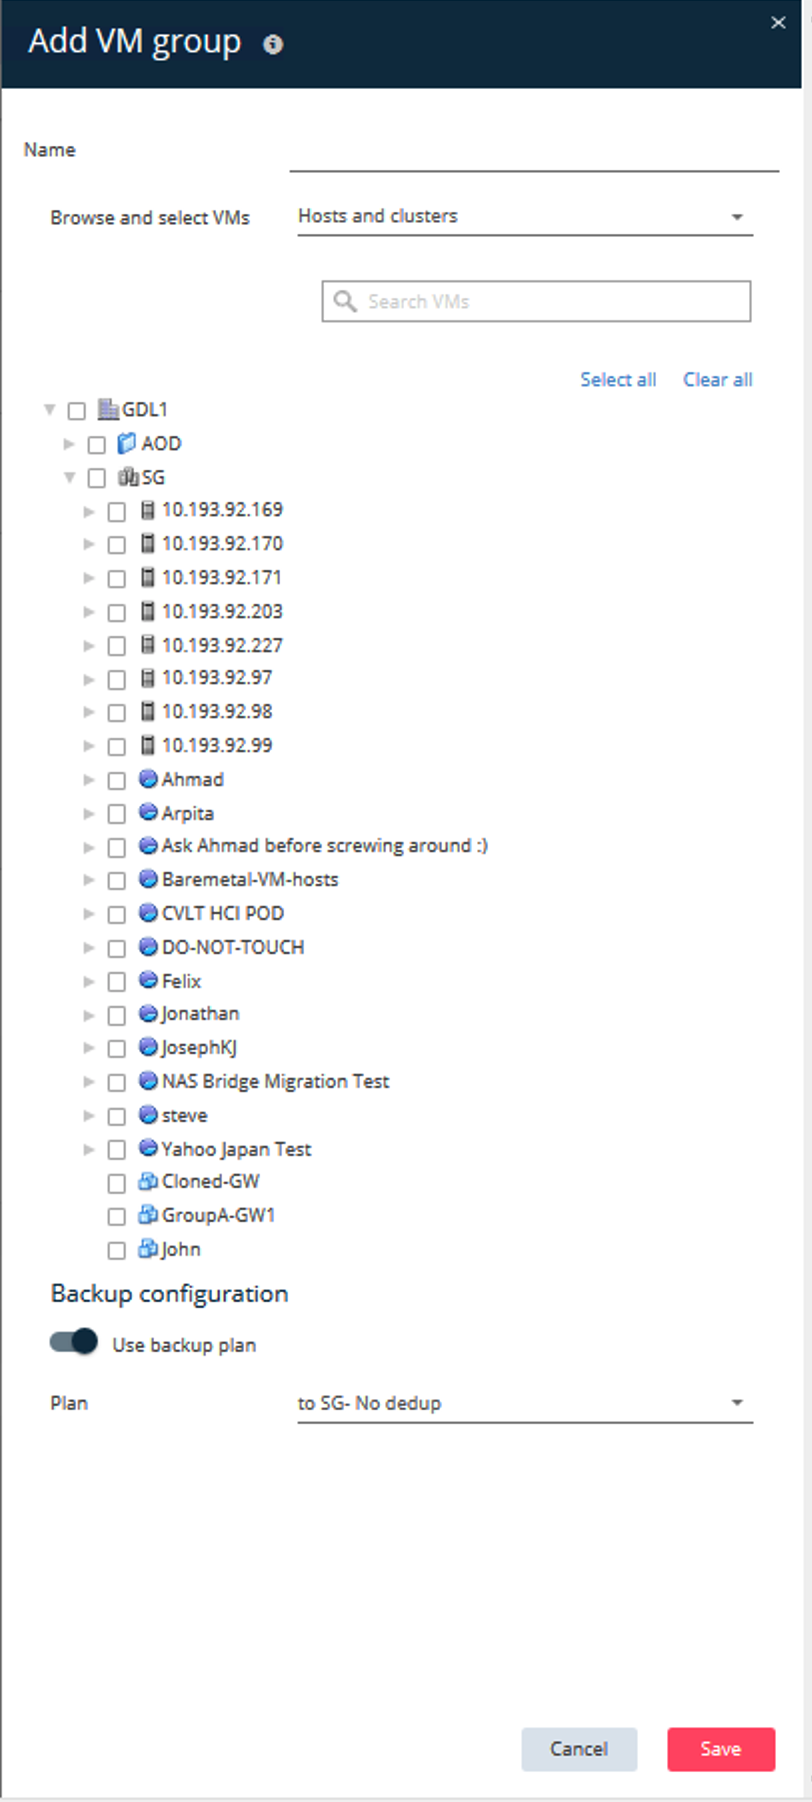 Add VM group
Name
Browse and select VMs Hosts and clusters
Search VMs
Select all Clear all
GDL1
AOD
SG
10.193.92.169
10.193.92.170
10.193.92.171
10.193.92.203
10.193.92.227
10.193.92.97
10.193.92.98
10.193.92.99
Ahmad
Arpita
Ask Ahmad before screwing around :)
Baremetal-VM-hosts
CVLT HCI POD
DO-NOT-TOUCH
Felix
Jonathan
JosephKJ
NAS Bridge Migration Test
steve
Yahoo Japan Test
Cloned-GW
GroupA-GW1
John
Backup configuration
Use backup plan
Plan to SG- No dedup
Cancel Save